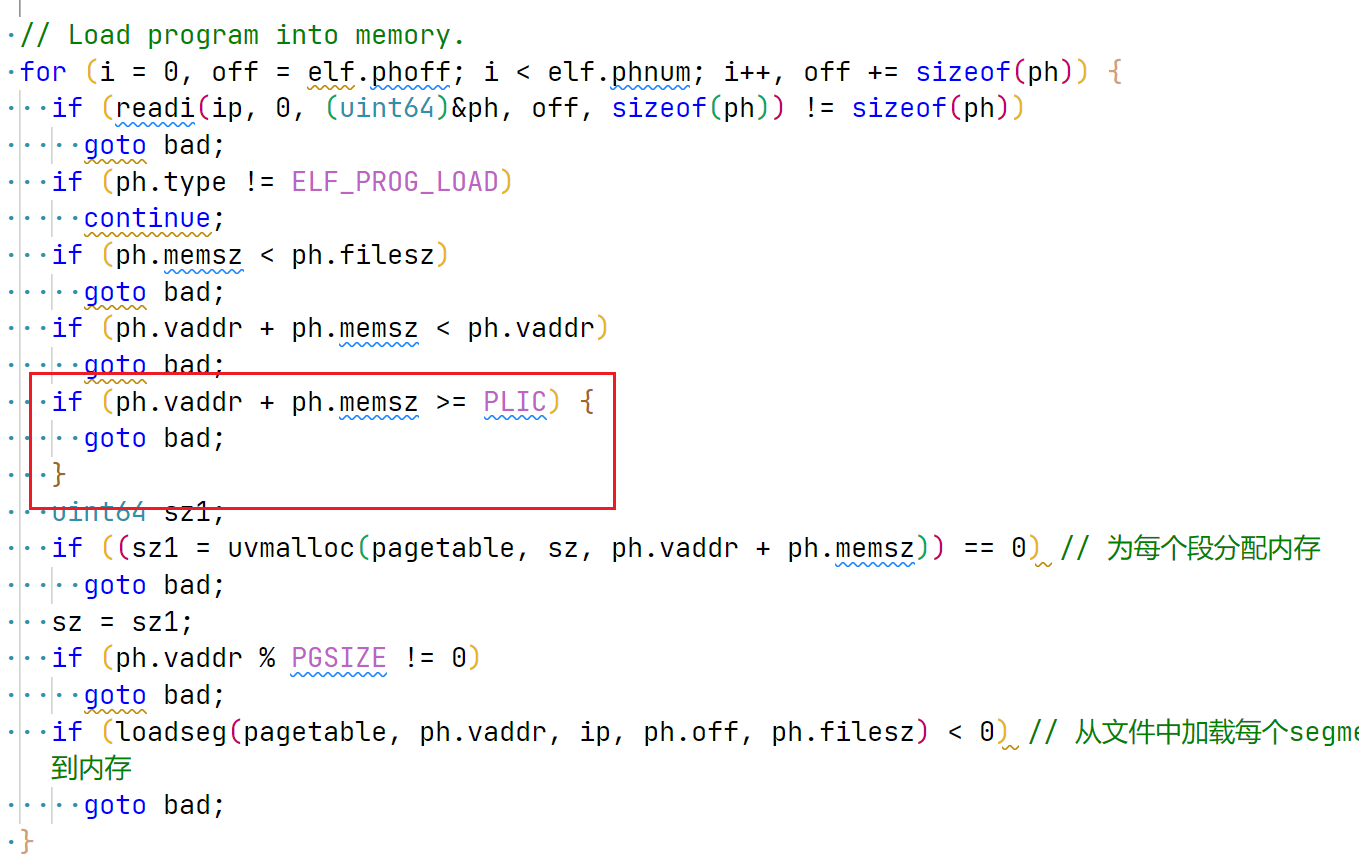 // Load program into memory.
for (i = 0, off = elf.phoff; i < elf.phnum; i++, off += sizeof(ph)) {
if (readi(ip, 0, (uint64)&ph, off, sizeof(ph)) != sizeof(ph))
goto bad;
if (ph.type != ELF_PROG_LOAD)
continue;
if (ph.memsz < ph.filesz)
goto bad;
if (ph.vaddr + ph.memsz < ph.vaddr)
goto bad;
if (ph.vaddr + ph.memsz >= PLIC) {
goto bad;
}
uint64 sz1;
if ((sz1 = uvmalloc(pagetable, sz, ph.vaddr + ph.memsz)) == 0) // 为每个段分配内存
goto bad;
sz = sz1;
if (ph.vaddr % PGSIZE != 0)
goto bad;
if (loadseg(pagetable, ph.vaddr, ip, ph.off, ph.filesz) < 0) // 从文件中加载每个segme
到内存
goto bad;
}